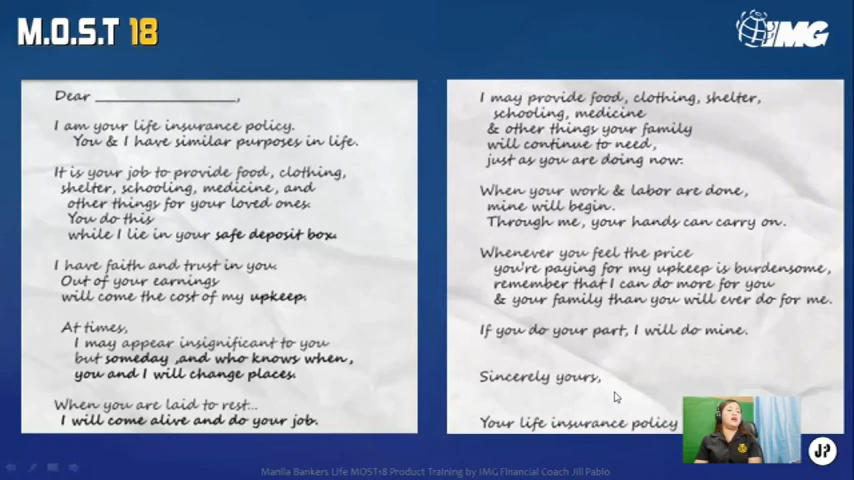 M.O.S.T 18
IMG
Dear ____________________,
I am your life insurance policy.
You & I have similar purposes in life.
It is your job to provide food, clothing,
shelter, schooling, medicine, and
other things for your loved ones.
You do this
while I lie in your safe deposit box.
I have faith and trust in you.
Out of your earnings
will come the cost of my upkeep.
At times,
I may appear insignificant to you
but someday ,and who knows when,
you and I will change places.
When you are laid to rest...
I will come alive and do your job.
I may provide food, clothing, shelter,
schooling, medicine
& other things your family
will continue to need,
just as you are doing now.
When your work & labor are done,
mine will begin.
Through me, your hands can carry on.
Whenever you feel the price
you're paying for my upkeep is burdensome,
remember that I can do more for you
& your family than you will ever do for me.
If you do your part, I will do mine.
Sincerely yours,
Your life insurance policy
JP
Manila Bankers Life MOST18 Product Training by IMG Financial Coach Jill Pablo